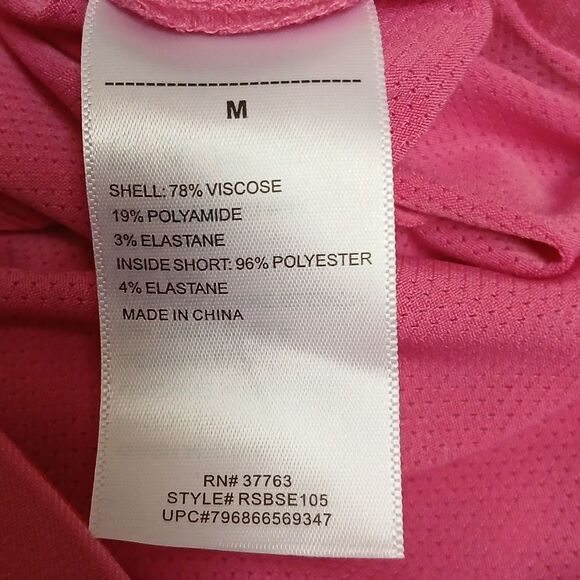 M
SHELL: 78% VISCOSE
19% POLYAMIDE
3% ELASTANE
INSIDE SHORT: 96% POLYESTER
4% ELASTANE
MADE IN CHINA
RN# 37763
STYLE# RSBSE105
UPC#796866569347